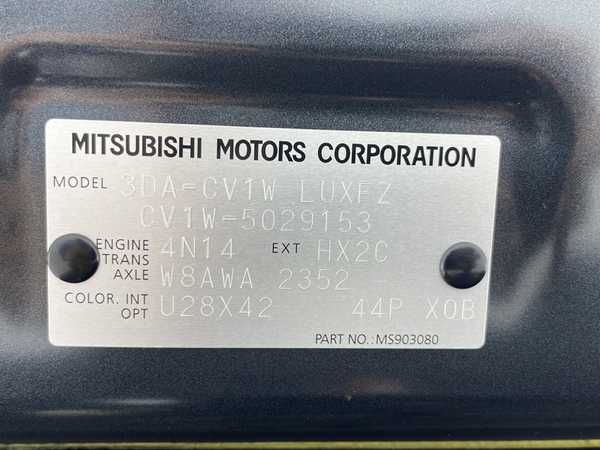 MITSUBISHI MOTORS CORPORATION
MODEL 3DA-CV1W LUXFZ
CV1W-5029153
ENGINE 4N14 EXT HX2C
TRANS
AXLE W8AWA 2352
COLOR. INT U28X42 44P X0B
OPT
PART NO.:MS903080